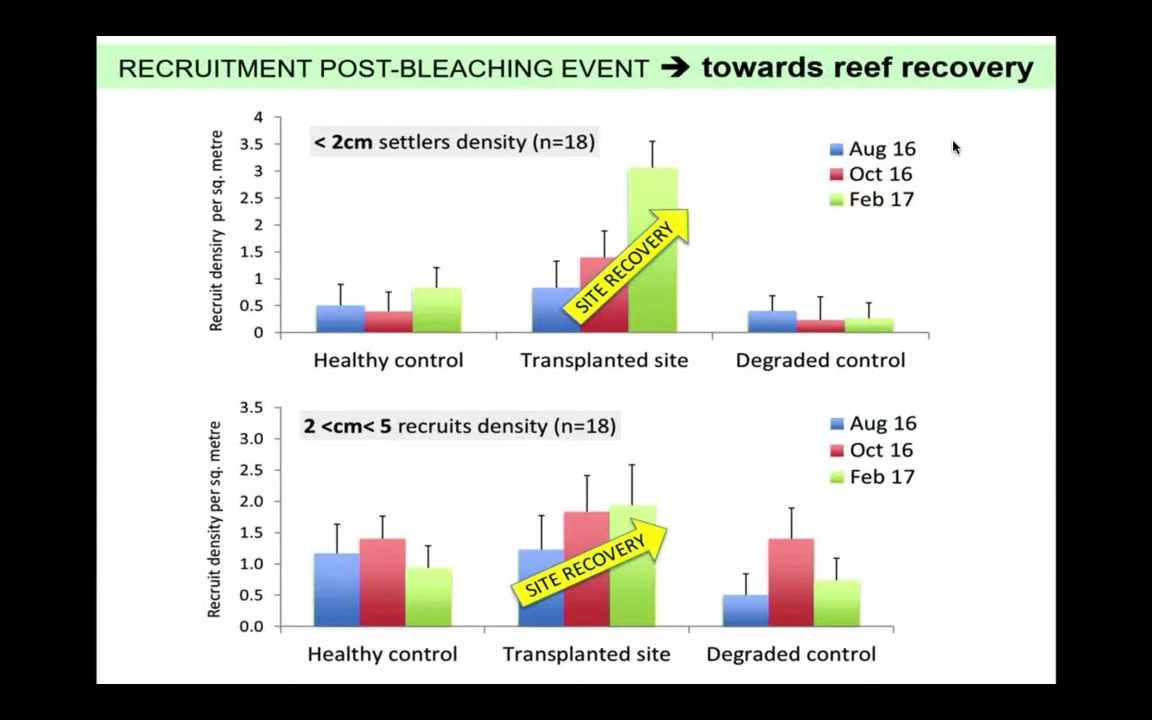 RECRUITMENT POST-BLEACHING EVENT ➔ towards reef recovery
Recruit densiry per sq. metre
4
3.5
3
2.5
2
1.5
1
0.5
0
< 2cm settlers density (n=18)
Aug 16
Oct 16
Feb 17
SITE RECOVERY
Healthy control
Transplanted site
Degraded control
Recruit density per sq. metre
3.5
3.0
2.5
2.0
1.5
1.0
0.5
0.0
2 <cm< 5 recruits density (n=18)
Aug 16
Oct 16
Feb 17
SITE RECOVERY
Healthy control
Transplanted site
Degraded control